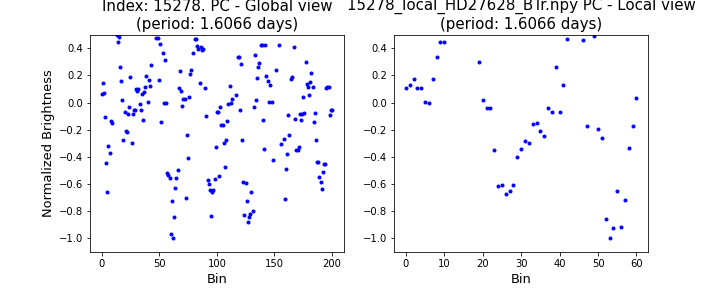 Index: 15278. PC - Global view
(period: 1.6066 days)
15278_local_HD27628_BTr.npy PC - Local view
(period: 1.6066 days)
Normalized Brightness
0.4
0.2
0.0
−0.2
−0.4
−0.6
−0.8
−1.0
0 50 100 150 200
Bin
0.4
0.2
0.0
−0.2
−0.4
−0.6
−0.8
−1.0
0 10 20 30 40 50 60
Bin